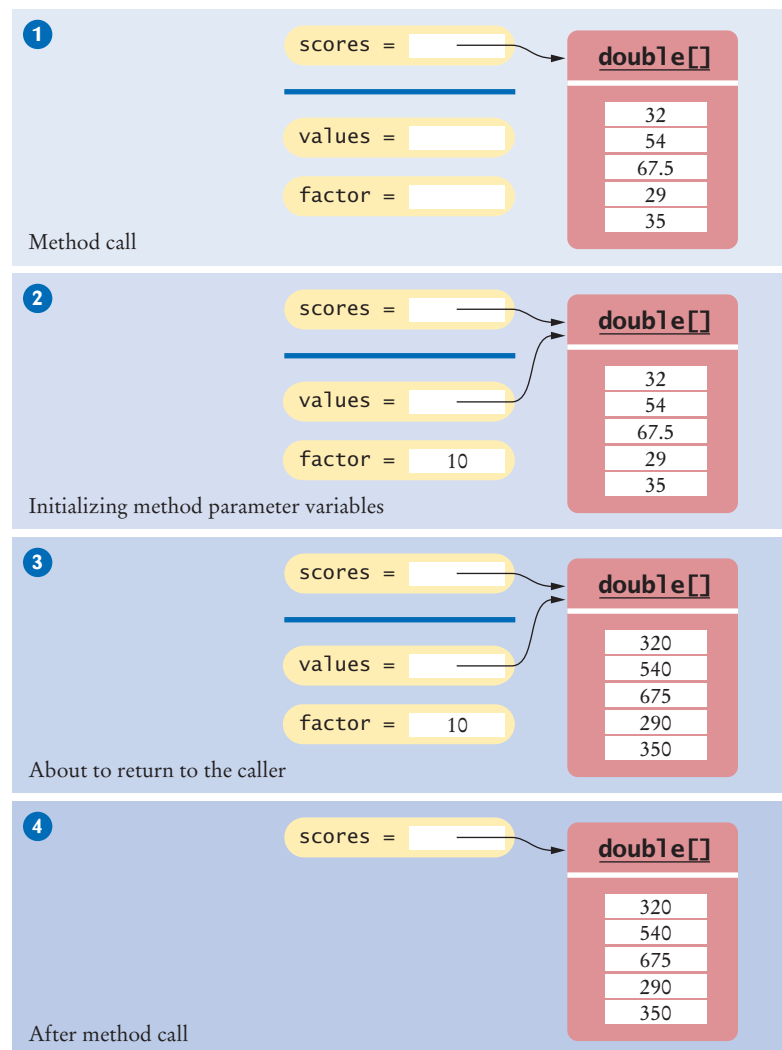 1
scores =
double[]
values =
factor =
32
54
67.5
29
35
Method call
2
scores =
double[]
values =
factor = 10
32
54
67.5
29
35
Initializing method parameter variables
3
scores =
double[]
values =
factor = 10
320
540
675
290
350
About to return to the caller
4
scores =
double[]
320
540
675
290
350
After method call